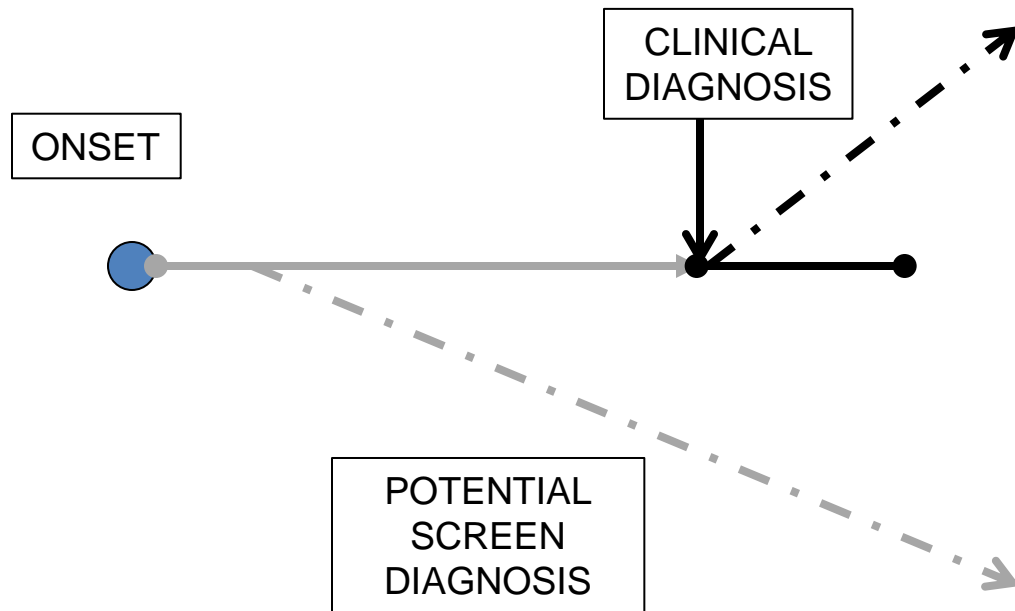 CLINICAL
DIAGNOSIS
ONSET
POTENTIAL
SCREEN
DIAGNOSIS